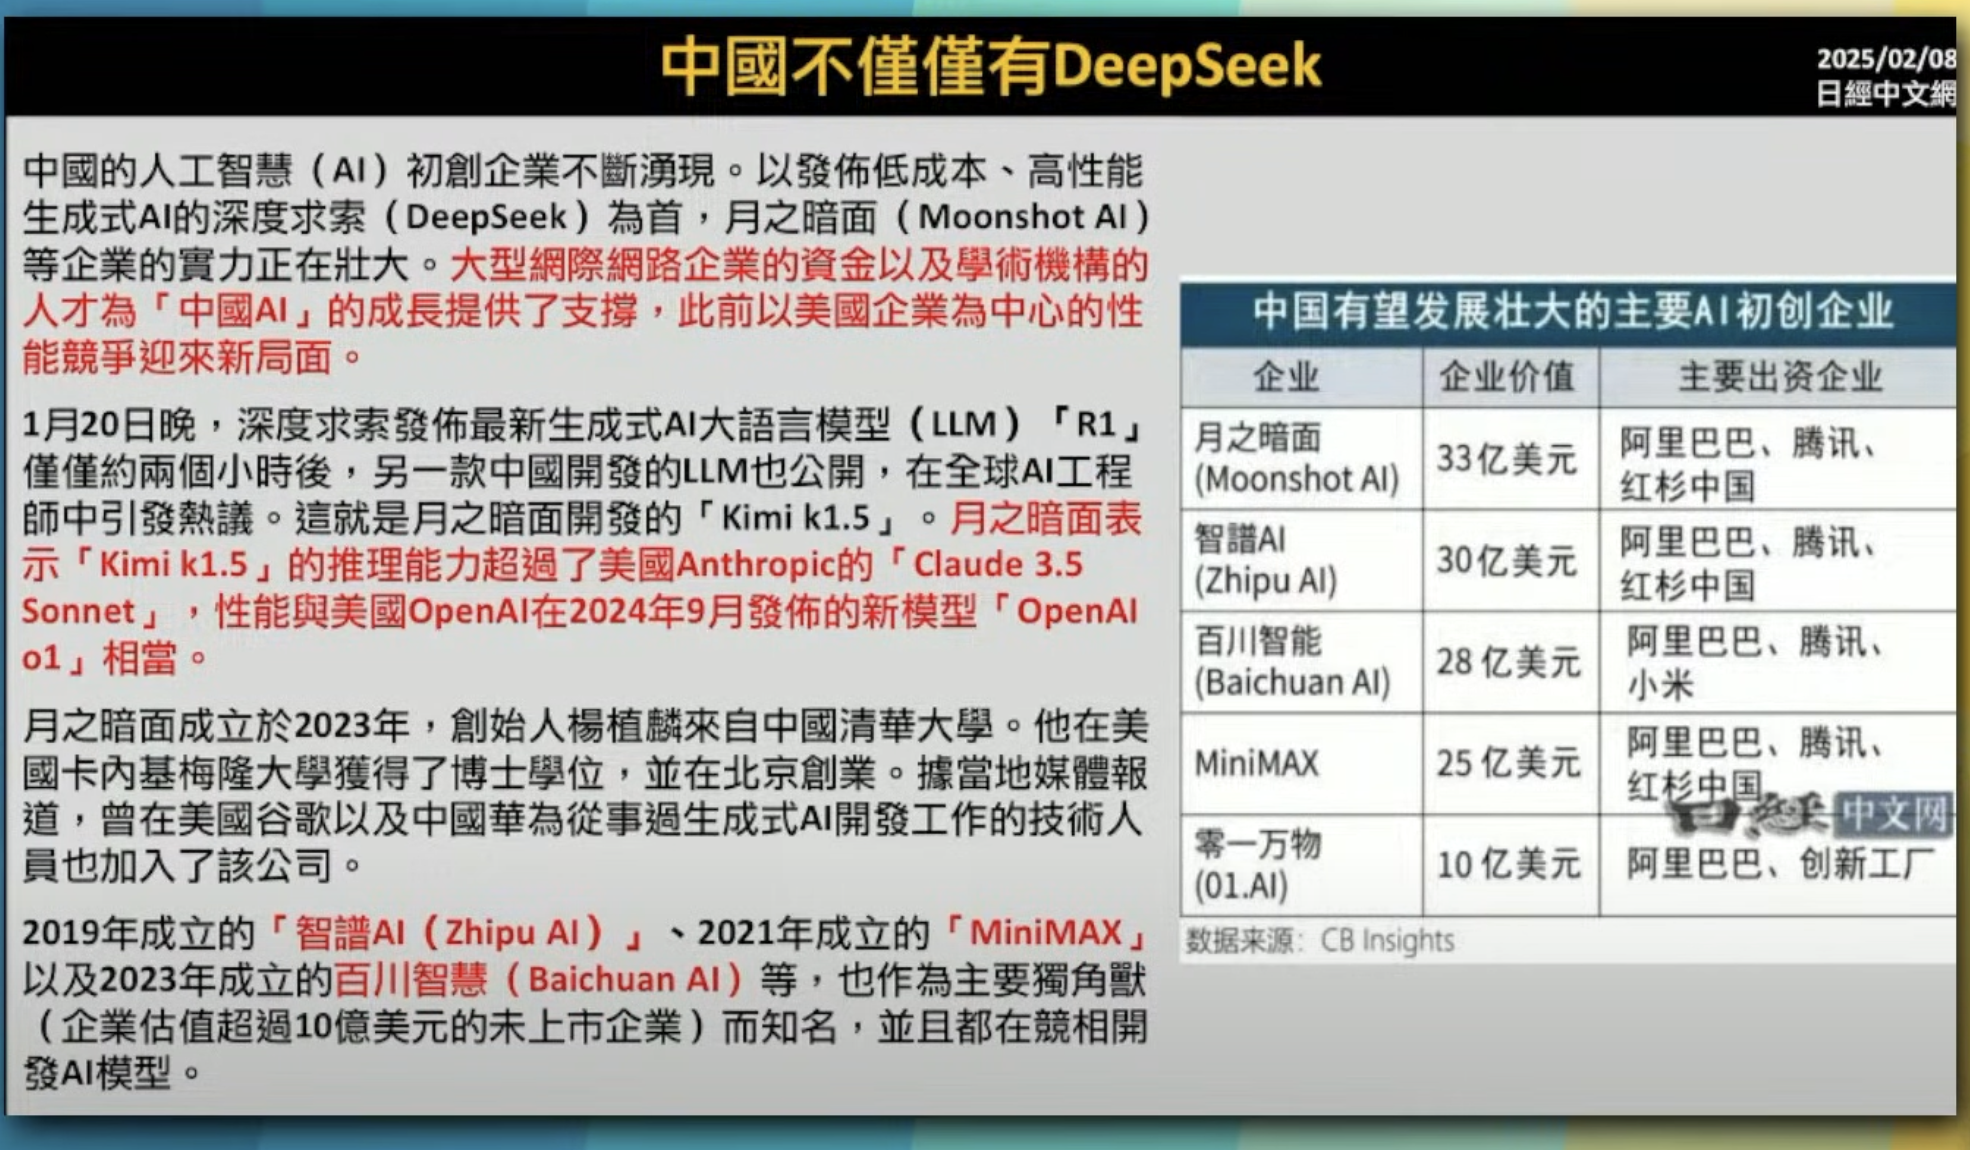 中國不僅僅有DeepSeek
2025/02/08
日經中文網
中國的人工智慧（AI）初創企業不斷湧現。以發佈低成本、高性能
生成式AI的深度求索（DeepSeek）為首，月之暗面（Moonshot AI）
等企業的實力正在壯大。大型網際網路企業的資金以及學術機構的
人才為「中國AI」的成長提供了支撐，此前以美國企業為中心的性
能競爭迎來新局面。
1月20日晚，深度求索發佈最新生成式AI大語言模型（LLM）「R1」
僅僅約兩個小時後，另一款中國開發的LLM也公開，在全球AI工程
師中引發熱議。這就是月之暗面開發的「Kimi k1.5」。月之暗面表
示「Kimi k1.5」的推理能力超過了美國Anthropic的「Claude 3.5
Sonnet」，性能與美國OpenAI在2024年9月發佈的新模型「OpenAI
o1」相當。
月之暗面成立於2023年，創始人楊植麟來自中國清華大學。他在美
國卡內基梅隆大學獲得了博士學位，並在北京創業。據當地媒體報
道，曾在美國谷歌以及中國華為從事過生成式AI開發工作的技術人
員也加入了該公司。
2019年成立的「智譜AI（Zhipu AI）」、2021年成立的「MiniMAX」
以及2023年成立的百川智慧（Baichuan AI）等，也作為主要獨角獸
（企業估值超過10億美元的未上市企業）而知名，並且都在競相開
發AI模型。
中国有望发展壮大的主要AI初创企业
企业 企业价值 主要出资企业
月之暗面
(Moonshot AI) 33亿美元 阿里巴巴、腾讯、
红杉中国
智譜AI
(Zhipu AI) 30亿美元 阿里巴巴、腾讯、
红杉中国
百川智能
(Baichuan AI) 28亿美元 阿里巴巴、腾讯、
小米
MiniMAX 25亿美元 阿里巴巴、腾讯、
红杉中国
日經中文网
零一万物
(01.AI) 10亿美元 阿里巴巴、创新工厂
数据来源：CB Insights